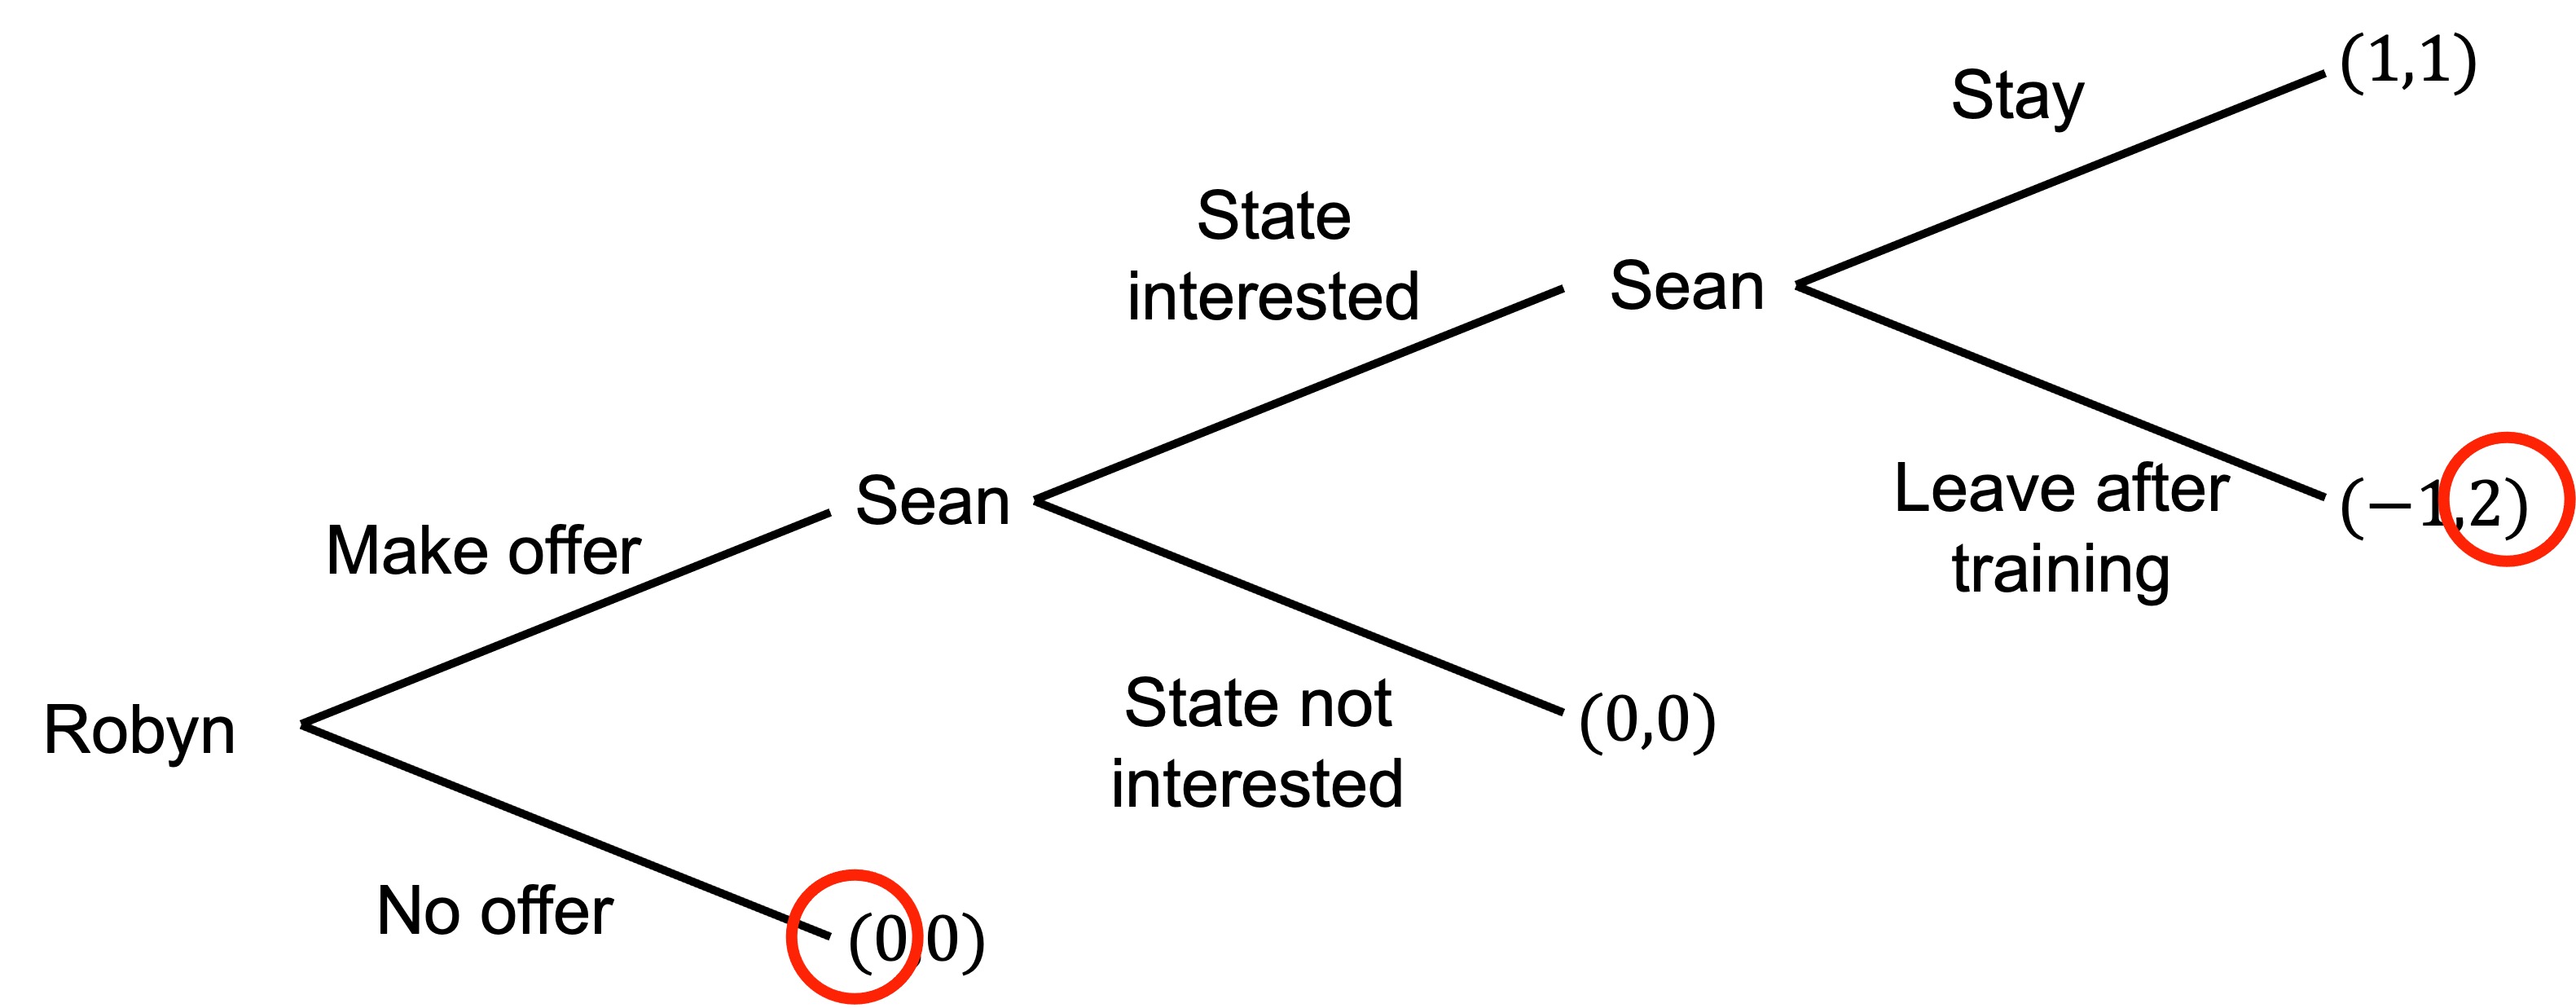 (1,1)
Stay
State
interested
Sean
Leave after
training
(−1,2)
Sean
Make offer
State not
interested
(0,0)
Robyn
No offer
(0,0)